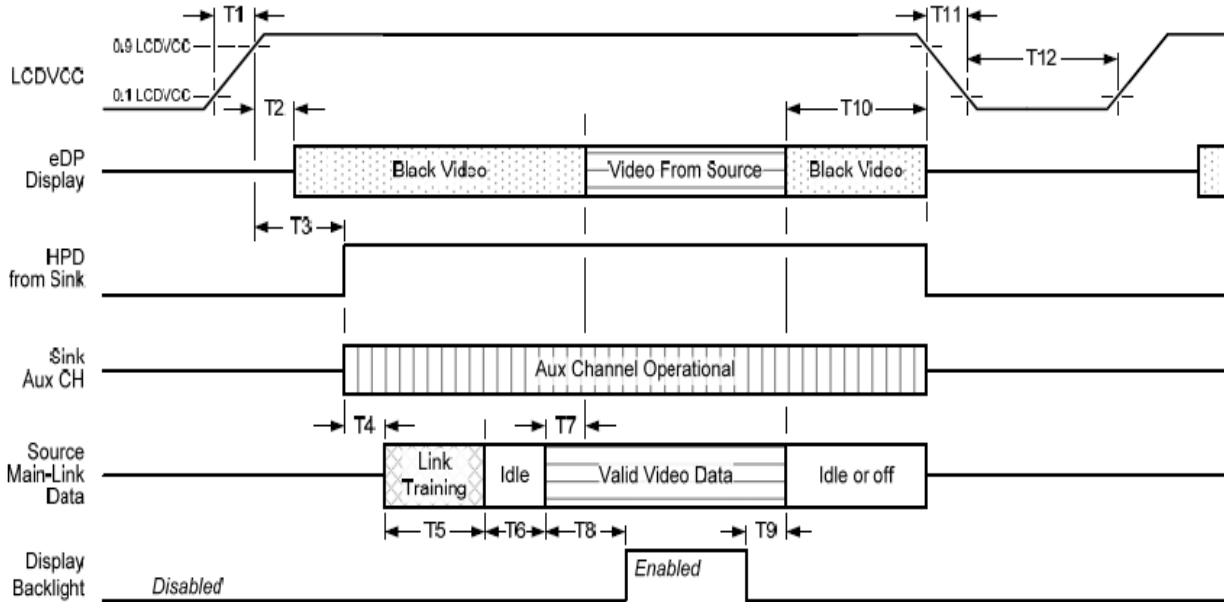 T1
T11
0.9 LCDVCC
LCDVCC
T12
0.1 LCDVCC
T2
T10
eDP
Display
Black Video
Video From Source
Black Video
T3
HPD
from Sink
Sink
Aux CH
Aux Channel Operational
T4
T7
Source
Main-Link
Data
Link
Training
Idle
Valid Video Data
Idle or off
T5
T6
T8
T9
Display
Backlight
Disabled
Enabled